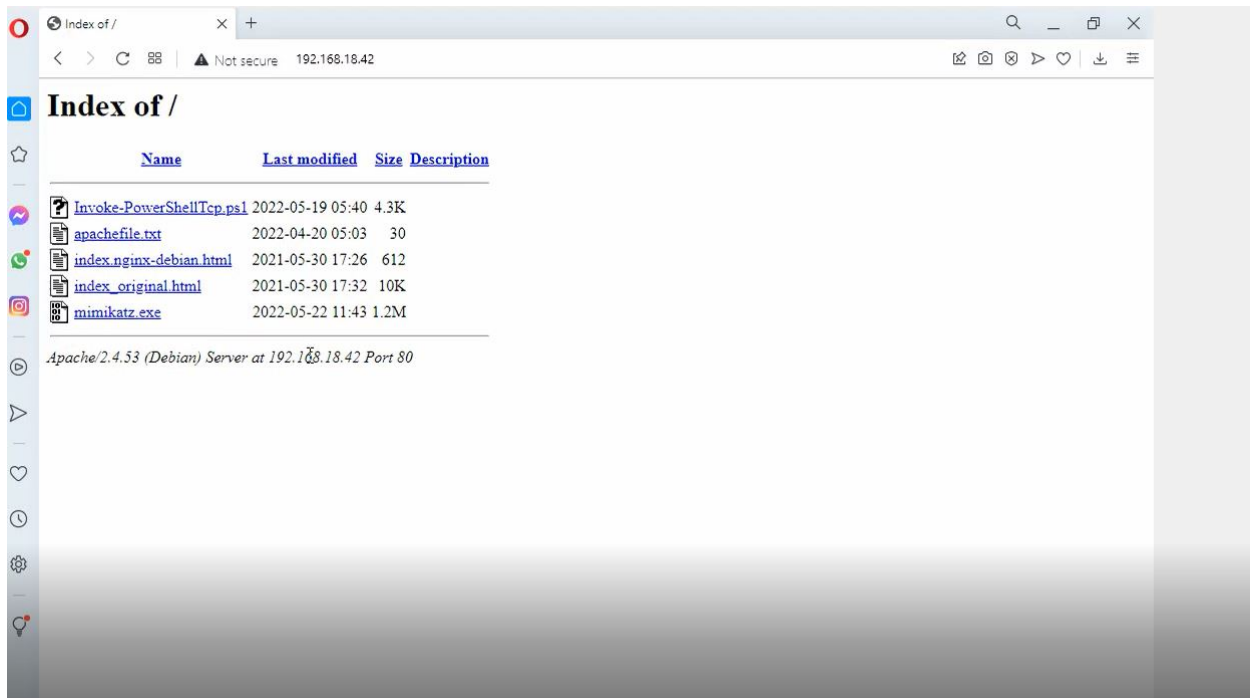 Index of /
Not secure 192.168.18.42
Index of /
Name Last modified Size Description
Invoke-PowerShellTcp.ps1 2022-05-19 05:40 4.3K
apachefile.txt 2022-04-20 05:03 30
index.nginx-debian.html 2021-05-30 17:26 612
index_original.html 2021-05-30 17:32 10K
mimikatz.exe 2022-05-22 11:43 1.2M
Apache/2.4.53 (Debian) Server at 192.168.18.42 Port 80